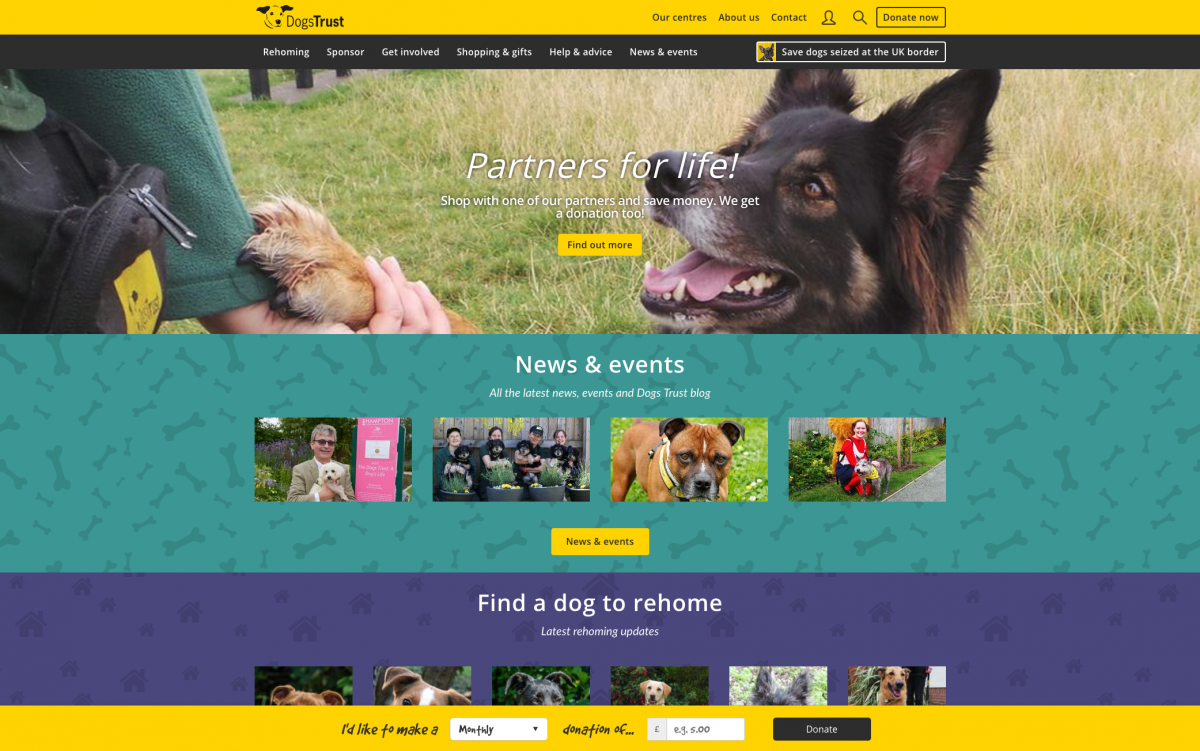 DogsTrust
Our centres About us Contact Donate now
Rehoming Sponsor Get involved Shopping & gifts Help & advice News & events Save dogs seized at the UK border
Partners for life!
Shop with one of our partners and save money. We get
a donation too!
Find out more
News & events
All the latest news, events and Dogs Trust blog
News & events
Find a dog to rehome
Latest rehoming updates
I'd like to make a Monthly donation of... £ e.g. 5.00 Donate